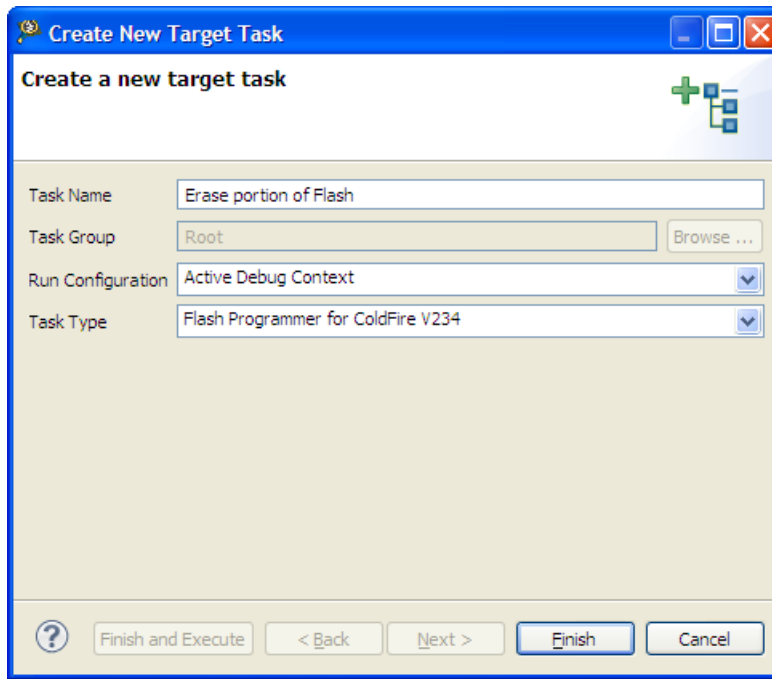 Create New Target Task
Create a new target task
Task Name Erase portion of Flash
Task Group Root Browse ...
Run Configuration Active Debug Context
Task Type Flash Programmer for ColdFire V234
? Finish and Execute < Back Next > Finish Cancel